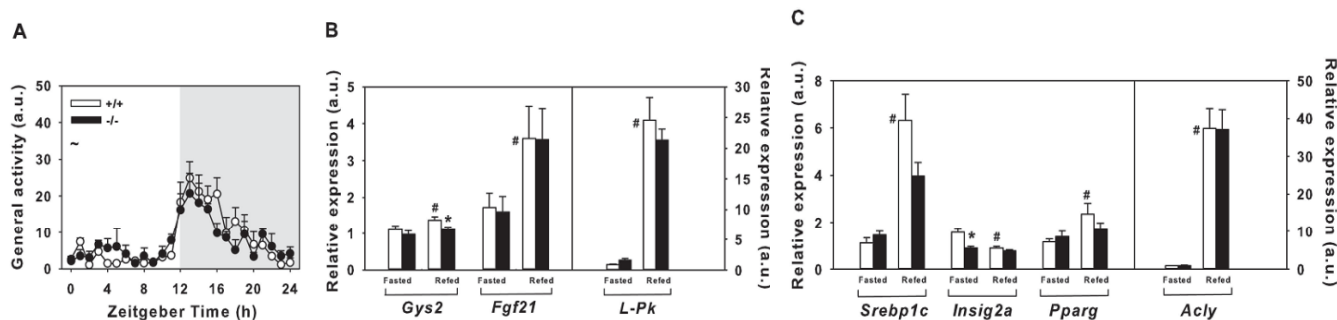 A
General activity (a.u.)
50
40
30
20
10
0
+/+
-/-
~
0 4 8 12 16 20 24
Zeitgeber Time (h)
B
Relative expression (a.u.)
5
4
3
2
1
0
# * # #
Fasted Refed Fasted Refed Fasted Refed
Gys2 Fgf21 L-Pk
30
25
20
15
10
5
0
Relative expression (a.u.)
C
Relative expression (a.u.)
8
6
4
2
0
# * # # #
Fasted Refed Fasted Refed Fasted Refed Fasted Refed
Srebp1c Insig2a Pparg Acly
50
40
30
20
10
0
Relative expression (a.u.)